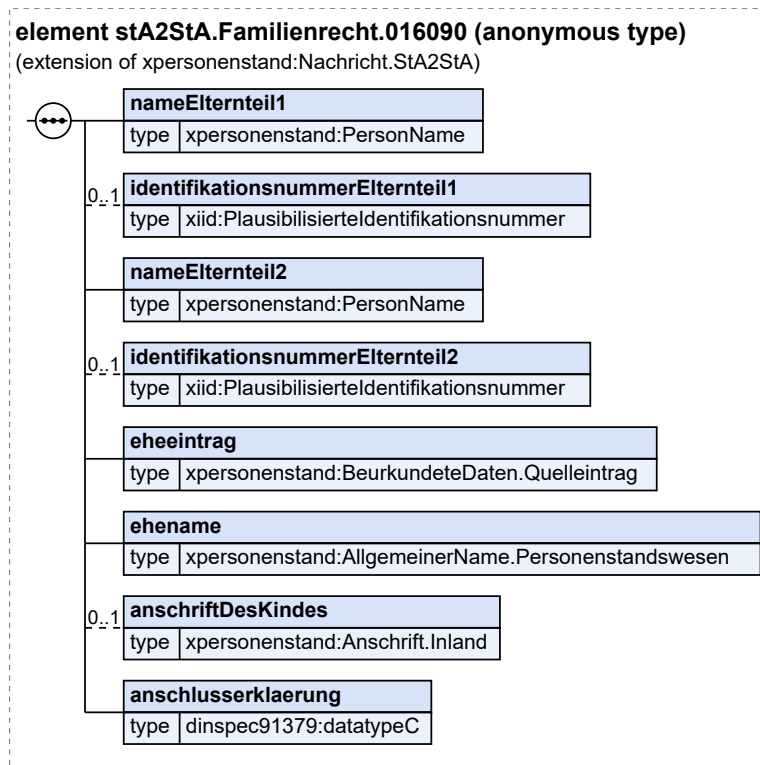 element stA2StA.Familienrecht.016090 (anonymous type)
(extension of xpersonenstand:Nachricht.StA2StA)
nameElternteil1
type xpersonenstand:PersonName
0..1
identifikationsnummerElternteil1
type xiid:PlausibilisierteIdentifikationsnummer
nameElternteil2
type xpersonenstand:PersonName
0..1
identifikationsnummerElternteil2
type xiid:PlausibilisierteIdentifikationsnummer
eheeintrag
type xpersonenstand:BeurkundeteDaten.Quelleintrag
ehename
type xpersonenstand:AllgemeinerName.Personenstandswesen
0..1
anschriftDesKindes
type xpersonenstand:Anschrift.Inland
anschlusserklaerung
type dinspec91379:datatypeC